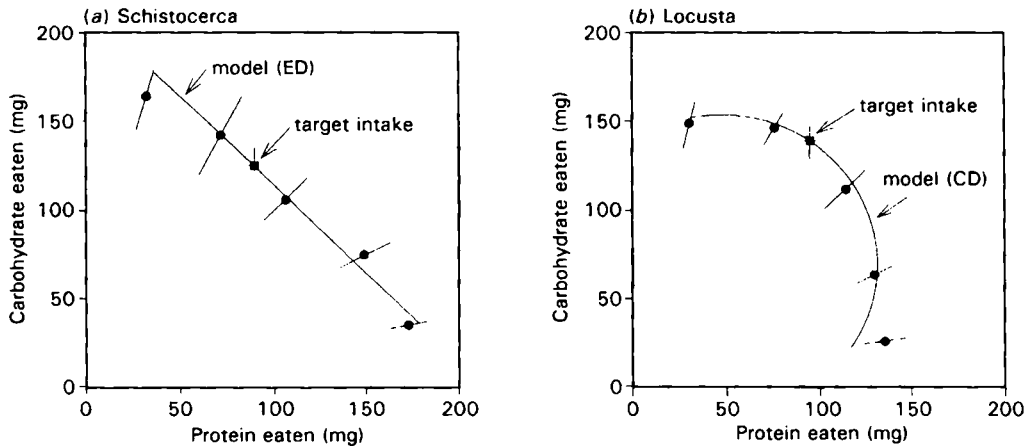 (a) Schistocerca
200
150
100
50
0
Carbohydrate eaten (mg)
model (ED)
target intake
0 50 100 150 200
Protein eaten (mg)
(b) Locusta
200
150
100
50
0
Carbohydrate eaten (mg)
target intake
model (CD)
0 50 100 150 200
Protein eaten (mg)